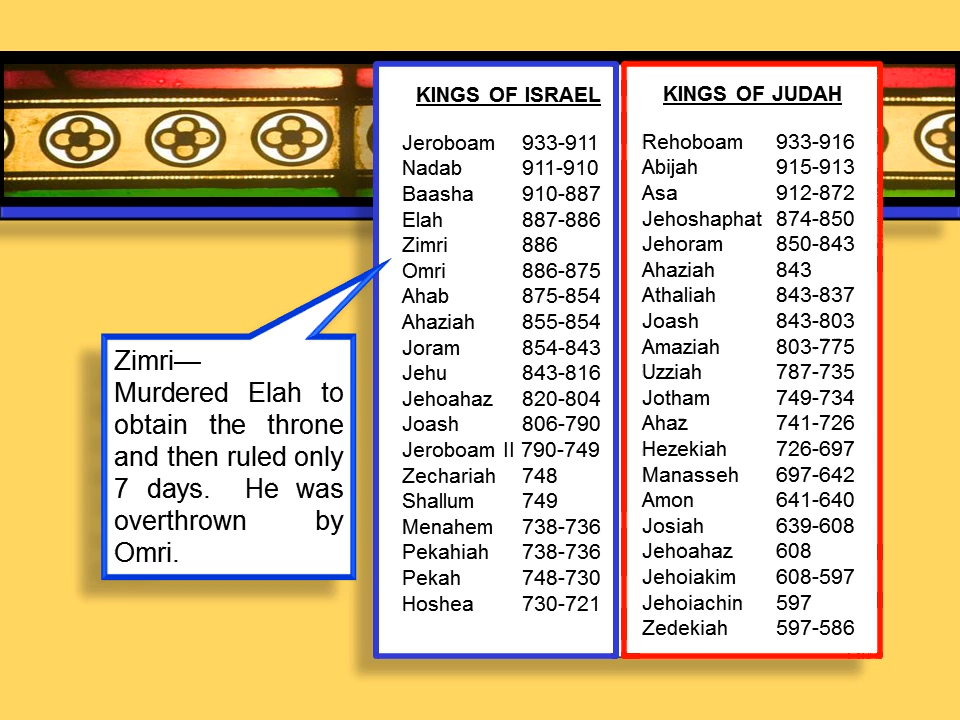 KINGS OF ISRAEL
Jeroboam 933-911
Nadab 911-910
Baasha 910-887
Elah 887-886
Zimri 886
Omri 886-875
Ahab 875-854
Ahaziah 855-854
Joram 854-843
Jehu 843-816
Jehoahaz 820-804
Joash 806-790
Jeroboam II 790-749
Zechariah 748
Shallum 749
Menahem 738-736
Pekahiah 738-736
Pekah 748-730
Hoshea 730-721
KINGS OF JUDAH
Rehoboam 933-916
Abijah 915-913
Asa 912-872
Jehoshaphat 874-850
Jehoram 850-843
Ahaziah 843
Athaliah 843-837
Joash 843-803
Amaziah 803-775
Uzziah 787-735
Jotham 749-734
Ahaz 741-726
Hezekiah 726-697
Manasseh 697-642
Amon 641-640
Josiah 639-608
Jehoahaz 608
Jehoiakim 608-597
Jehoiachin 597
Zedekiah 597-586
Zimri—
Murdered Elah to
obtain the throne
and then ruled only
7 days. He was
overthrown by
Omri.